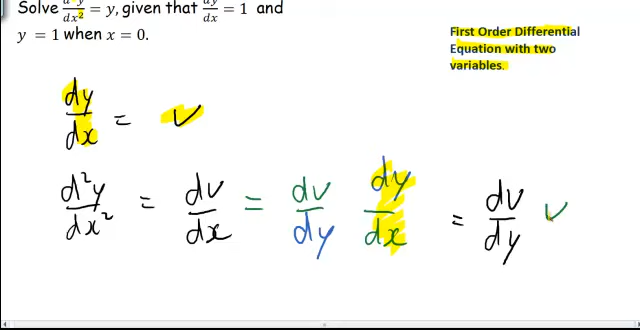 Solve d²y/dx² = y, given that dy/dx = 1 and
y = 1 when x = 0.
First Order Differential
Equation with two
variables.
dy/dx = v
d²y/dx² = dv/dx = dv/dy dy/dx = dv/dy v